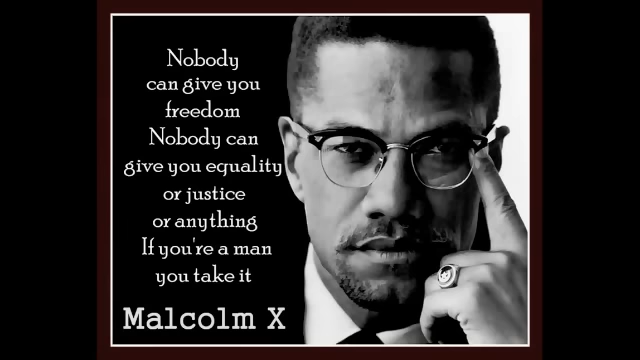 Nobody
can give you
freedom
Nobody can
give you equality
or justice
or anything
If you're a man
you take it
Malcolm X